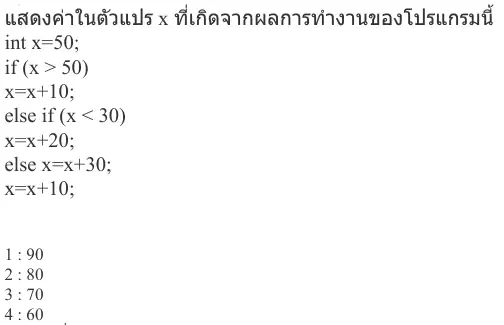 แสดงค่าในตัวแปร x ที่เกิดจากผลการทำงานของโปรแกรมนี้
int x=50;
if (x > 50)
x=x+10;
else if (x < 30)
x=x+20;
else x=x+30;
x=x+10;
1 : 90
2 : 80
3 : 70
4 : 60